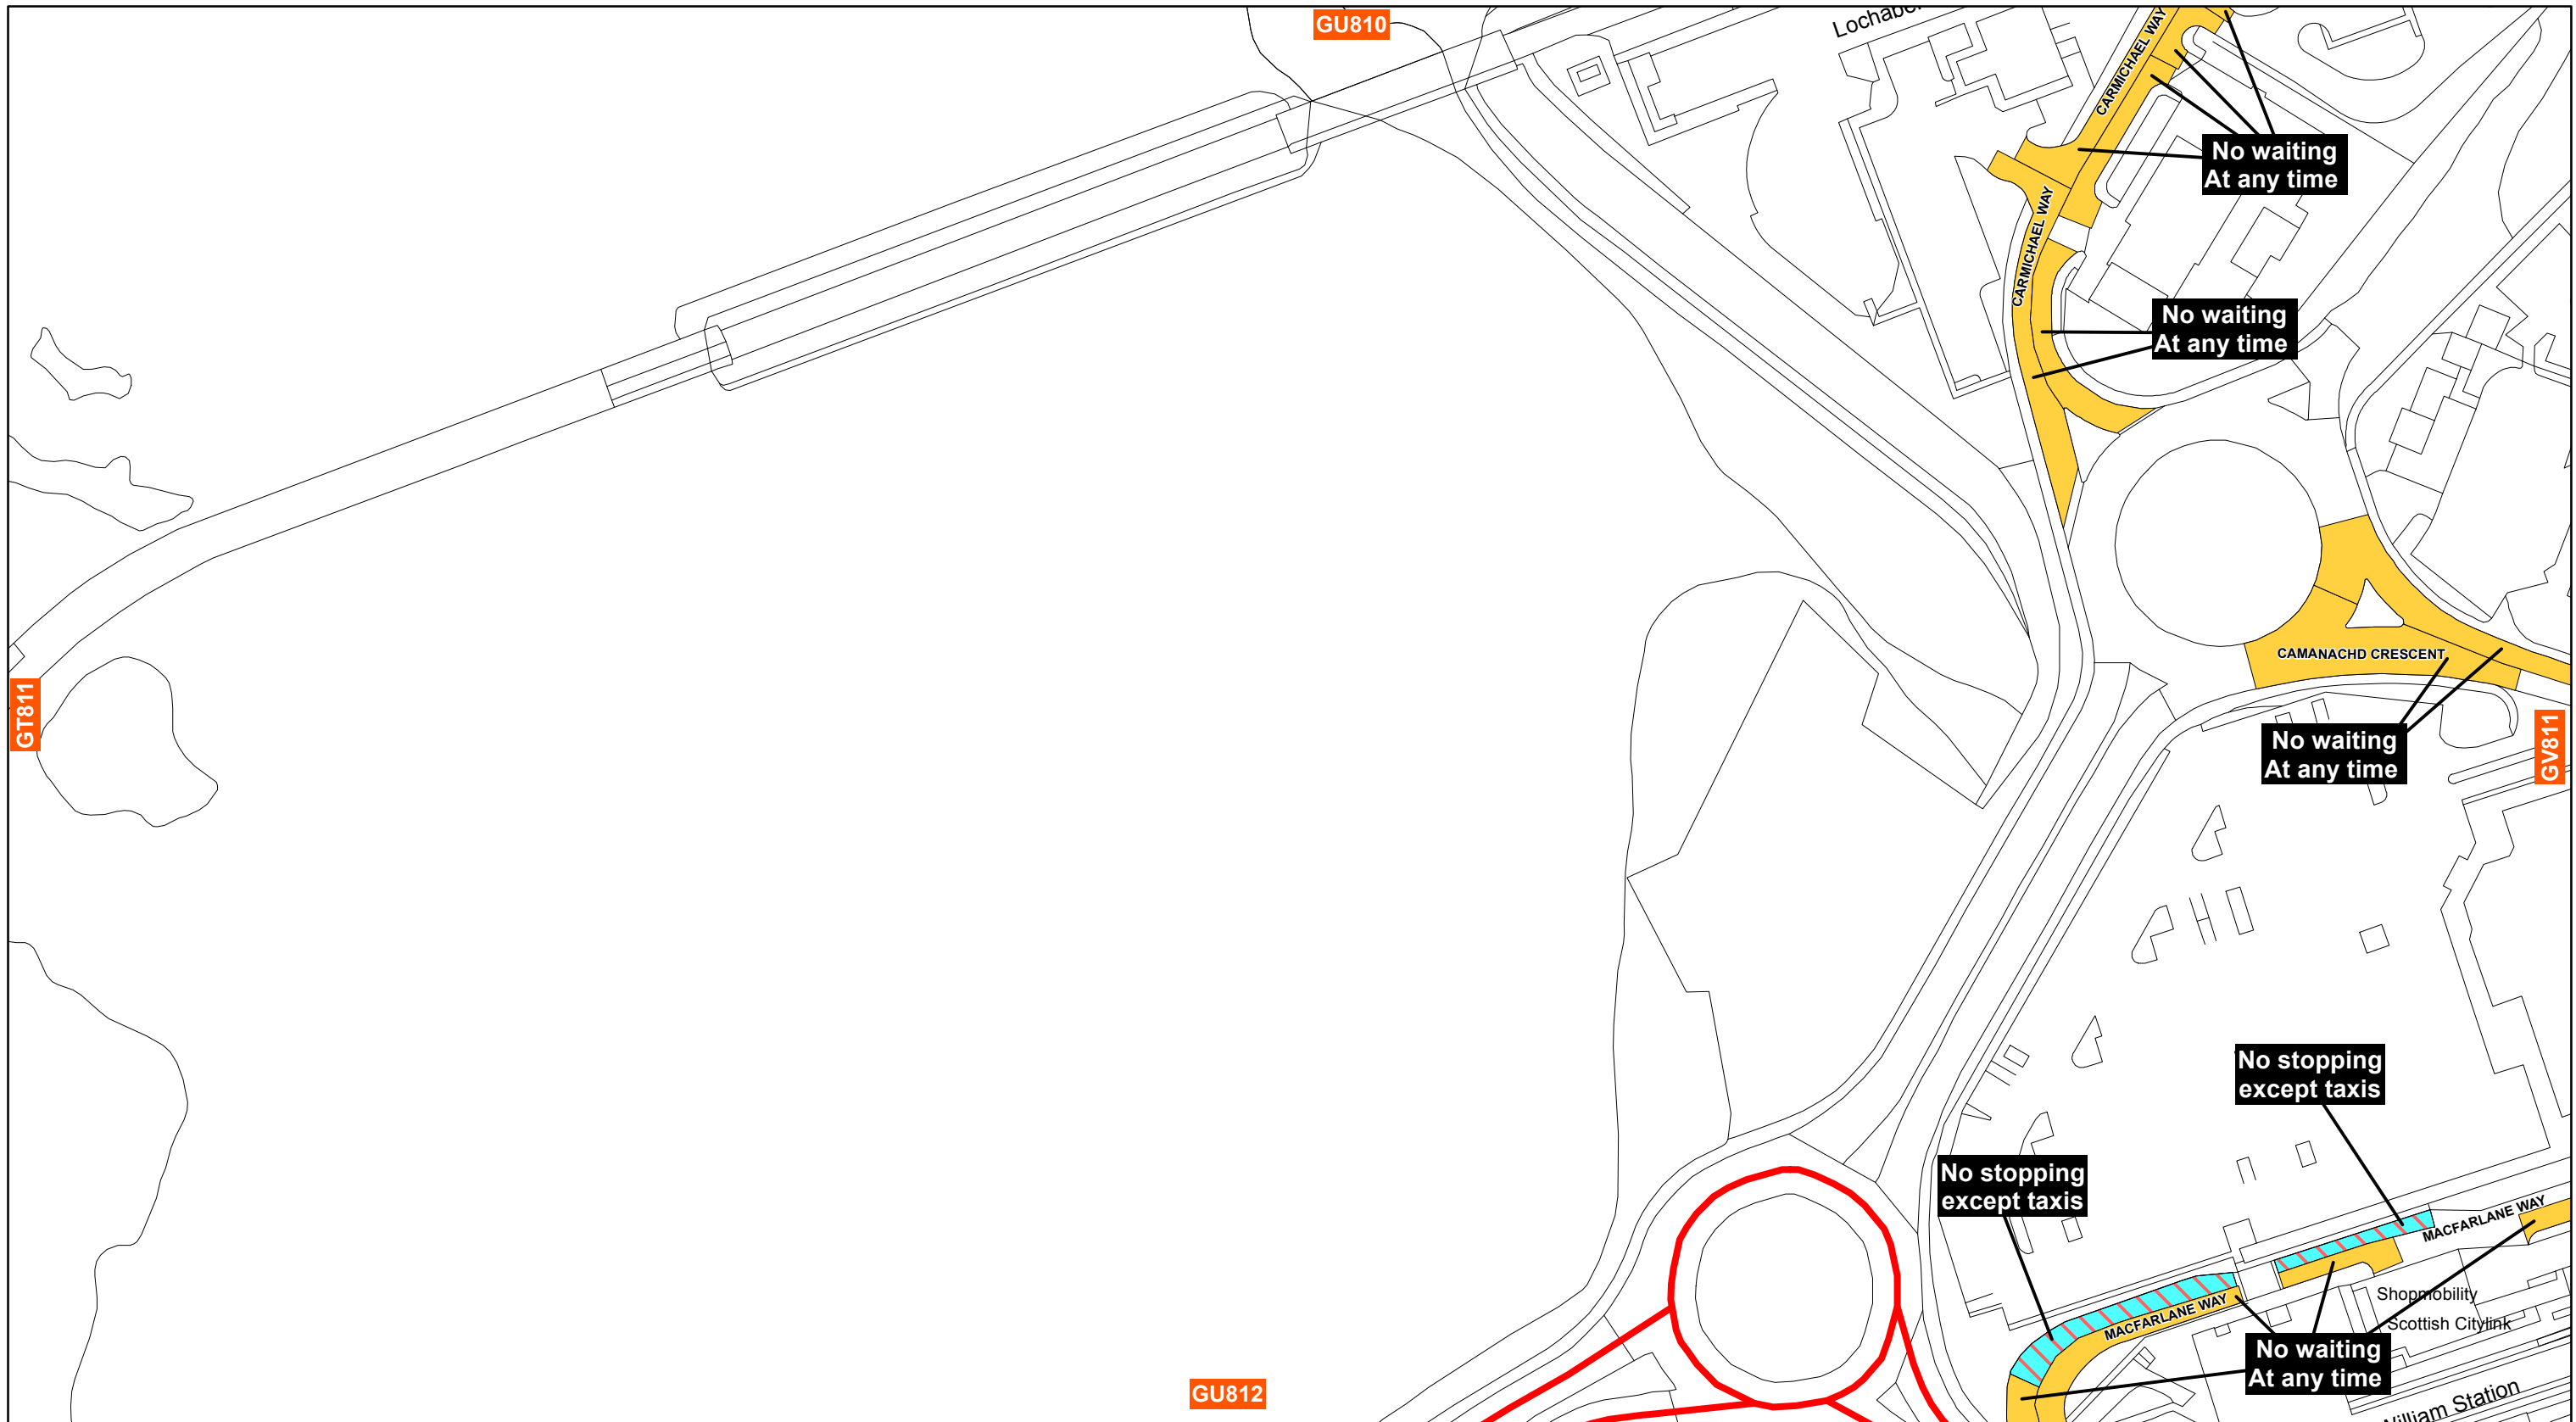 GU810
Lochaber
CARMICHAEL WAY
No waiting
At any time
CARMICHAEL WAY
No waiting
At any time
CAMANACHD CRESCENT
GT811
No waiting
At any time
GV811
No stopping
except taxis
No stopping
except taxis
MACFARLANE WAY
MACFARLANE WAY
Shopmobility
Scottish Citylink
No waiting
At any time
GU812
William Station